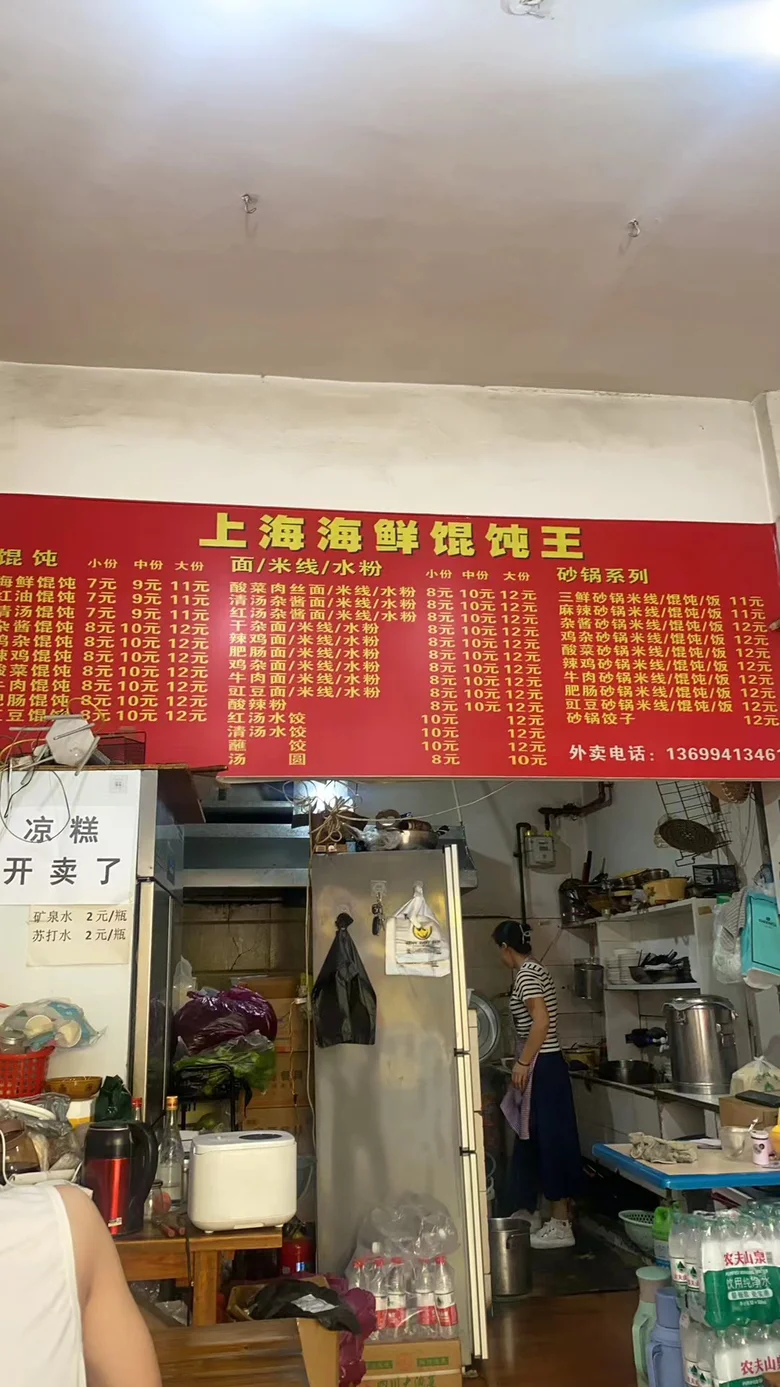 上海海鲜馄饨王
馄饨 小份 中份 大份
海鲜馄饨 7元 9元 11元
红油馄饨 7元 9元 11元
清汤馄饨 7元 9元 11元
杂酱馄饨 8元 10元 12元
鸡杂馄饨 8元 10元 12元
辣鸡馄饨 8元 10元 12元
酸菜馄饨 8元 10元 12元
牛肉馄饨 8元 10元 12元
肥肠馄饨 8元 10元 12元
豇豆馄饨 8元 10元 12元
面/米线/水粉 小份 中份 大份
酸菜肉丝面/米线/水粉 8元 10元 12元
清汤杂酱面/米线/水粉 8元 10元 12元
红汤杂酱面/米线/水粉 8元 10元 12元
干杂面/米线/水粉 8元 10元 12元
辣鸡面/米线/水粉 8元 10元 12元
肥肠面/米线/水粉 8元 10元 12元
鸡杂面/米线/水粉 8元 10元 12元
牛肉面/米线/水粉 8元 10元 12元
豇豆面/米线/水粉 8元 10元 12元
酸辣粉 8元 10元 12元
红汤水饺 10元 12元
清汤水饺 10元 12元
蘸饺 10元 12元
汤圆 8元 10元
砂锅系列
三鲜砂锅米线/馄饨/饭 11元
麻辣砂锅米线/馄饨/饭 12元
杂酱砂锅米线/馄饨/饭 12元
鸡杂砂锅米线/馄饨/饭 12元
酸菜砂锅米线/馄饨/饭 12元
辣鸡砂锅米线/馄饨/饭 12元
牛肉砂锅米线/馄饨/饭 12元
肥肠砂锅米线/馄饨/饭 12元
豇豆砂锅米线/馄饨/饭 12元
砂锅饺子 12元
外卖电话：1369941346
凉糕
开卖了
矿泉水 2元/瓶
苏打水 2元/瓶
农夫山泉
饮用纯净水
农夫山泉